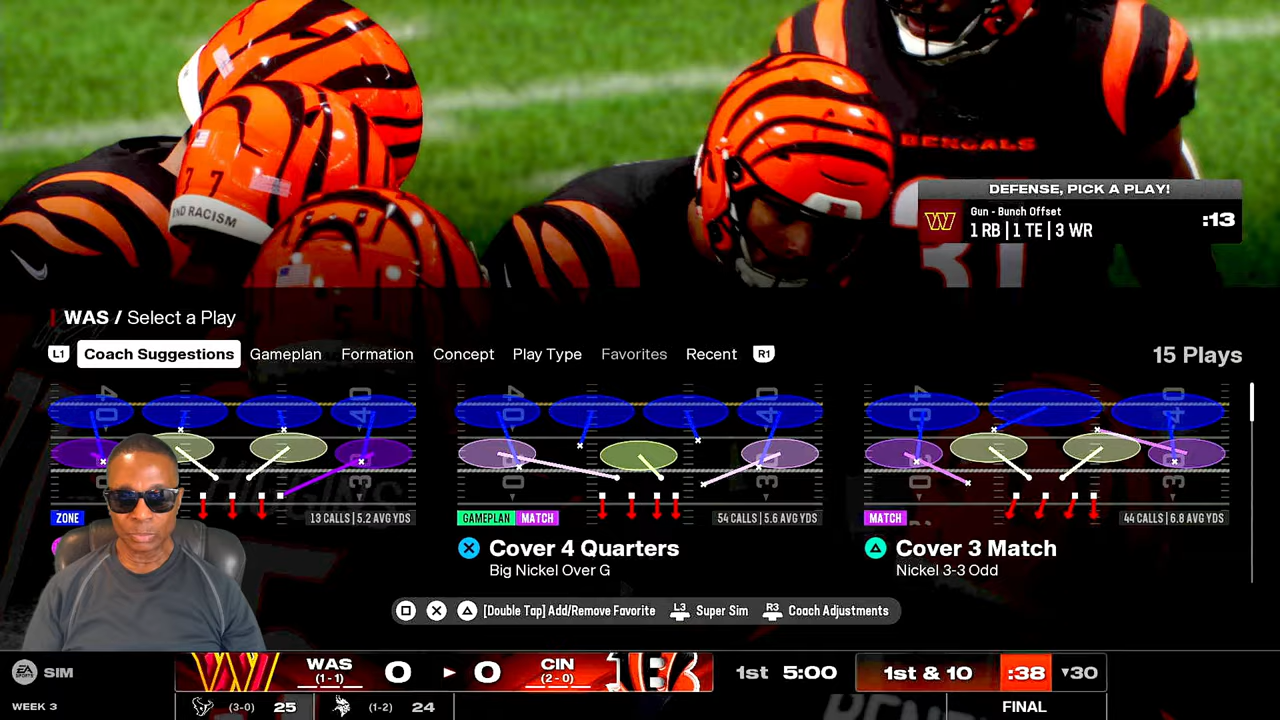 BENGALS
7 7
END RACISM
31
DEFENSE, PICK A PLAY!
Gun - Bunch Offset
1 RB | 1 TE | 3 WR
:13
WAS / Select a Play
L1 Coach Suggestions Gameplan Formation Concept Play Type Favorites Recent R1
15 Plays
ZONE
13 CALLS | 5.2 AVG YDS
GAMEPLAN MATCH
54 CALLS | 5.6 AVG YDS
MATCH
44 CALLS | 6.8 AVG YDS
Cover 4 Quarters
Big Nickel Over G
Cover 3 Match
Nickel 3-3 Odd
[Double Tap] Add/Remove Favorite L3 Super Sim R3 Coach Adjustments
EA SPORTS SIM
WAS (1-1) 0 0 CIN (2-0)
1st 5:00
1st & 10 :38 30
WEEK 3
(3-0) 25 (1-2) 24
FINAL